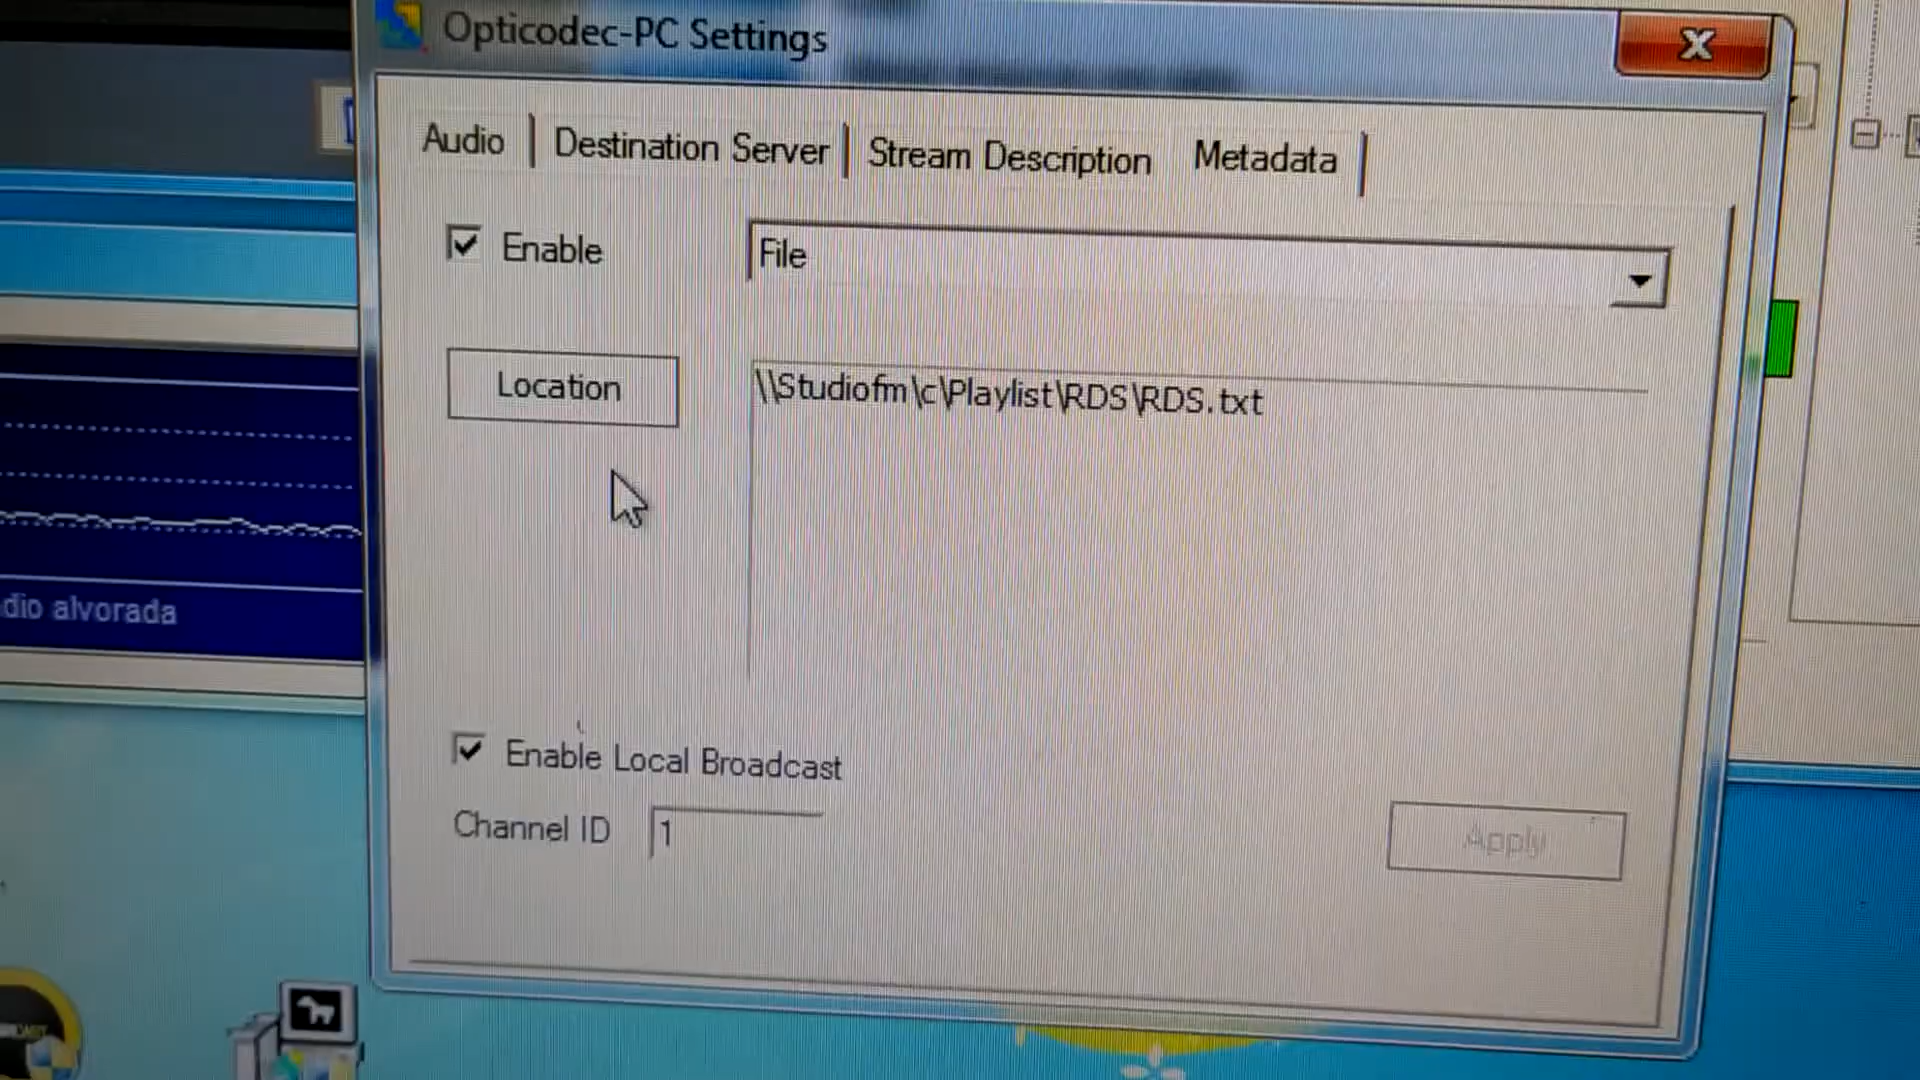 Opticodec-PC Settings
X
Audio
Destination Server
Stream Description
Metadata
Enable
File
Location
\\Studiofm\c\Playlist\RDS\RDS.txt
dio alvorada
Enable Local Broadcast
Channel ID
1
Apply